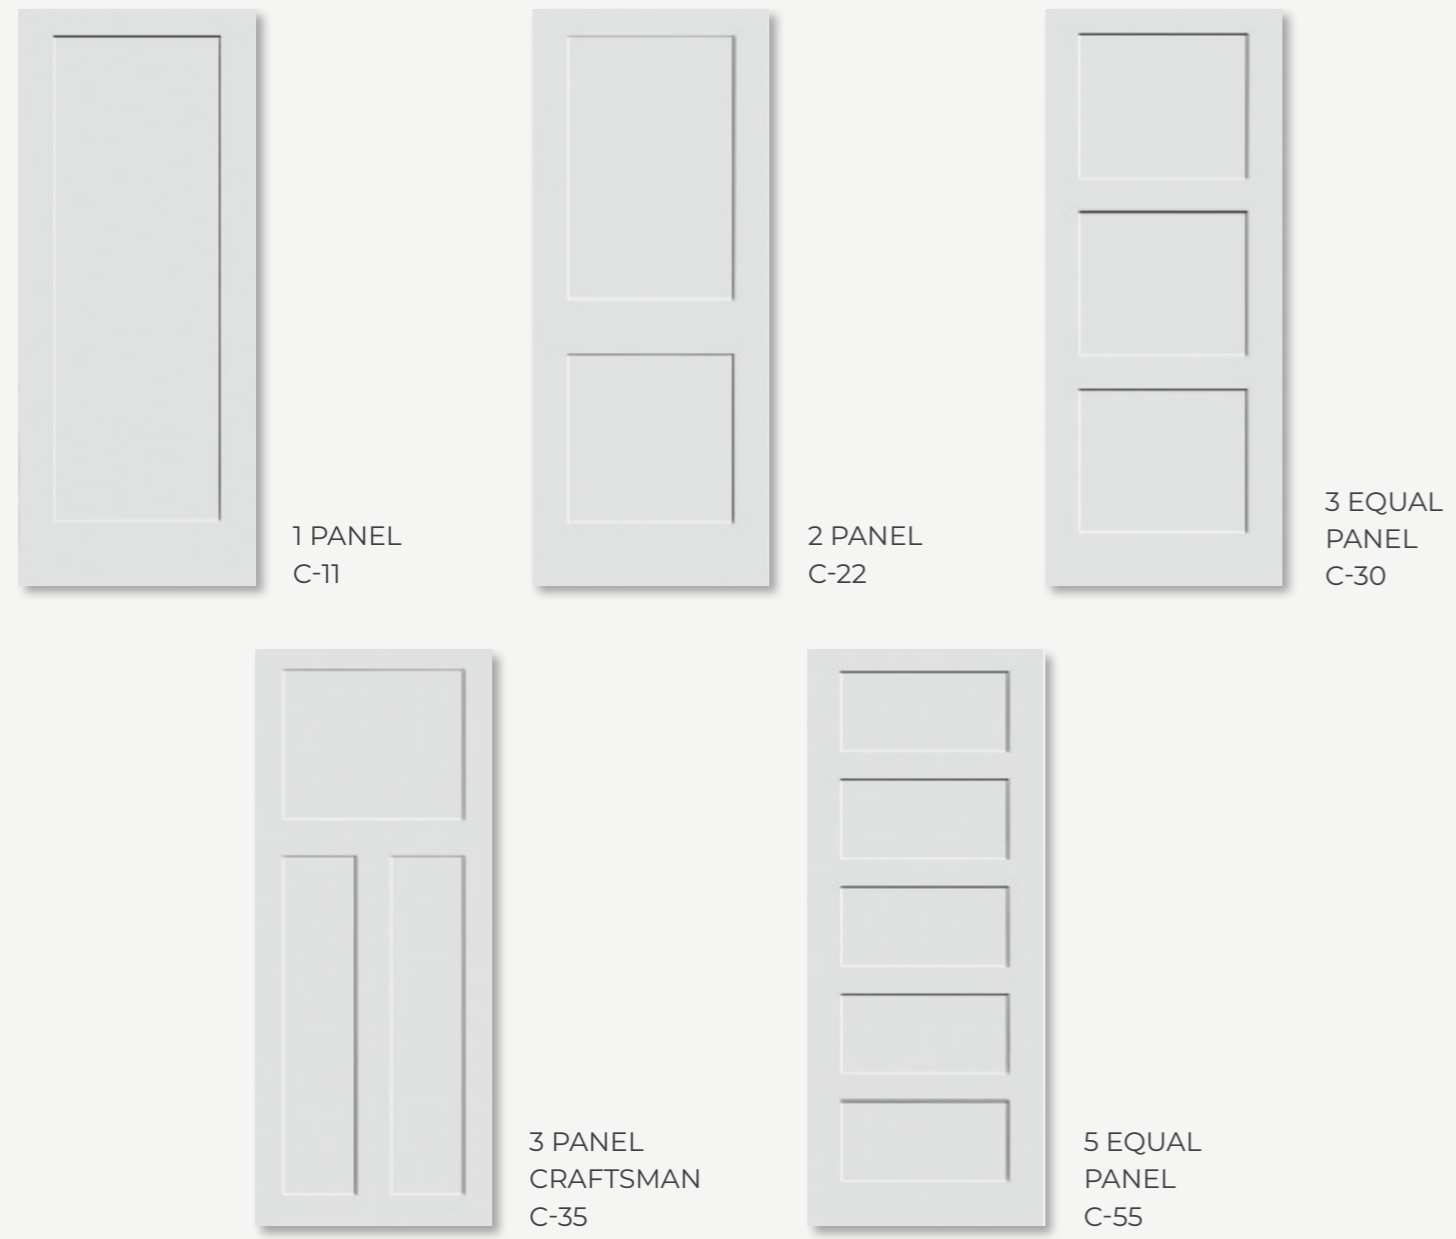 1 PANEL
C-11
2 PANEL
C-22
3 EQUAL
PANEL
C-30
3 PANEL
CRAFTSMAN
C-35
5 EQUAL
PANEL
C-55